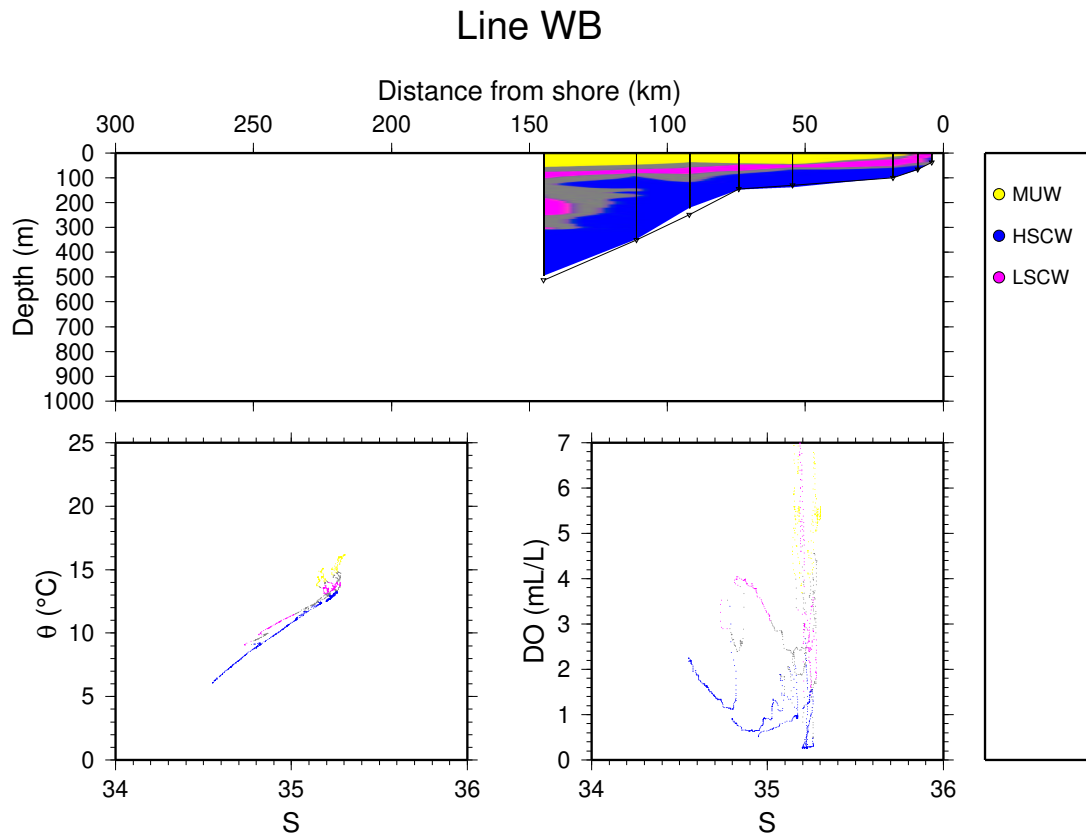 Line WB
Distance from shore (km)
300 250 200 150 100 50 0
Depth (m)
0
100
200
300
400
500
600
700
800
900
1000
MUW
HSCW
LSCW
θ (°C)
25
20
15
10
5
0
34 35 36
S
DO (mL/L)
7
6
5
4
3
2
1
0
34 35 36
S